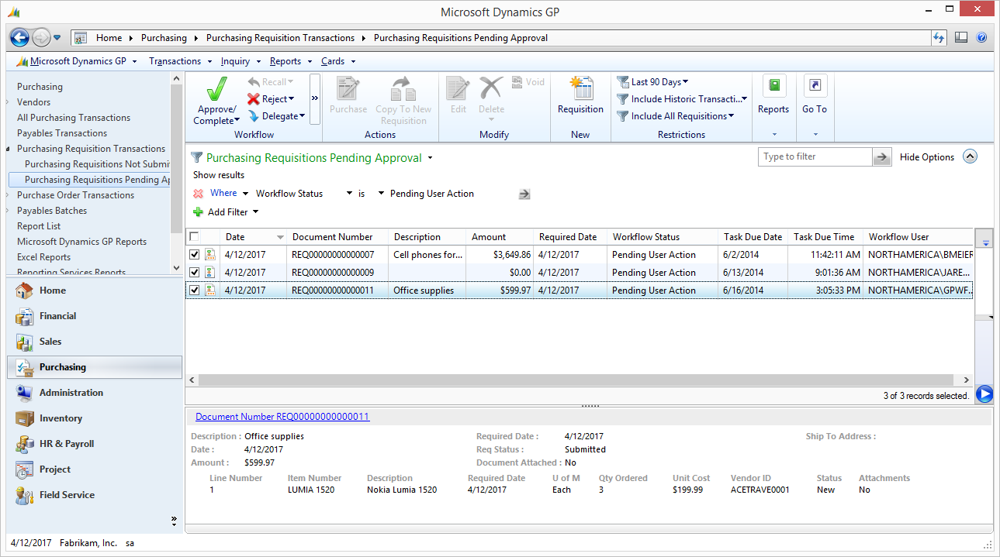 Microsoft Dynamics GP
Home Purchasing Purchasing Requisition Transactions Purchasing Requisitions Pending Approval
Microsoft Dynamics GP Transactions Inquiry Reports Cards
Purchasing
Vendors
All Purchasing Transactions
Payables Transactions
Purchasing Requisition Transactions
Purchasing Requisitions Not Submi
Purchasing Requisitions Pending Ap
Purchase Order Transactions
Payables Batches
Report List
Microsoft Dynamics GP Reports
Excel Reports
Reporting Services Reports
Home
Financial
Sales
Purchasing
Administration
Inventory
HR & Payroll
Project
Field Service
Approve/
Complete
Recall
Reject
Delegate
»
Workflow
Purchase
Copy To New
Requisition
Actions
Edit
Delete
Void
Modify
Requisition
New
Last 90 Days
Include Historic Transacti...
Include All Requisitions
Restrictions
Reports
Go To
Purchasing Requisitions Pending Approval
Type to filter
Hide Options
Show results
Where Workflow Status is Pending User Action
Add Filter
Date Document Number Description Amount Required Date Workflow Status Task Due Date Task Due Time Workflow User
4/12/2017 REQ00000000000007 Cell phones for... $3,649.86 4/12/2017 Pending User Action 6/2/2014 11:42:11 AM NORTHAMERICA\BMEIER
4/12/2017 REQ00000000000009 $0.00 4/12/2017 Pending User Action 6/13/2014 9:01:36 AM NORTHAMERICA\JARE...
4/12/2017 REQ00000000000011 Office supplies $599.97 4/12/2017 Pending User Action 6/16/2014 3:05:33 PM NORTHAMERICA\GPWF...
3 of 3 records selected.
Document Number REQ00000000000011
Description : Office supplies Required Date : 4/12/2017 Ship To Address :
Date : 4/12/2017 Req Status : Submitted
Amount : $599.97 Document Attached : No
Line Number Item Number Description Required Date U of M Qty Ordered Unit Cost Vendor ID Status Attachments
1 LUMIA 1520 Nokia Lumia 1520 4/12/2017 Each 3 $199.99 ACETRAVE0001 New No
4/12/2017 Fabrikam, Inc. sa